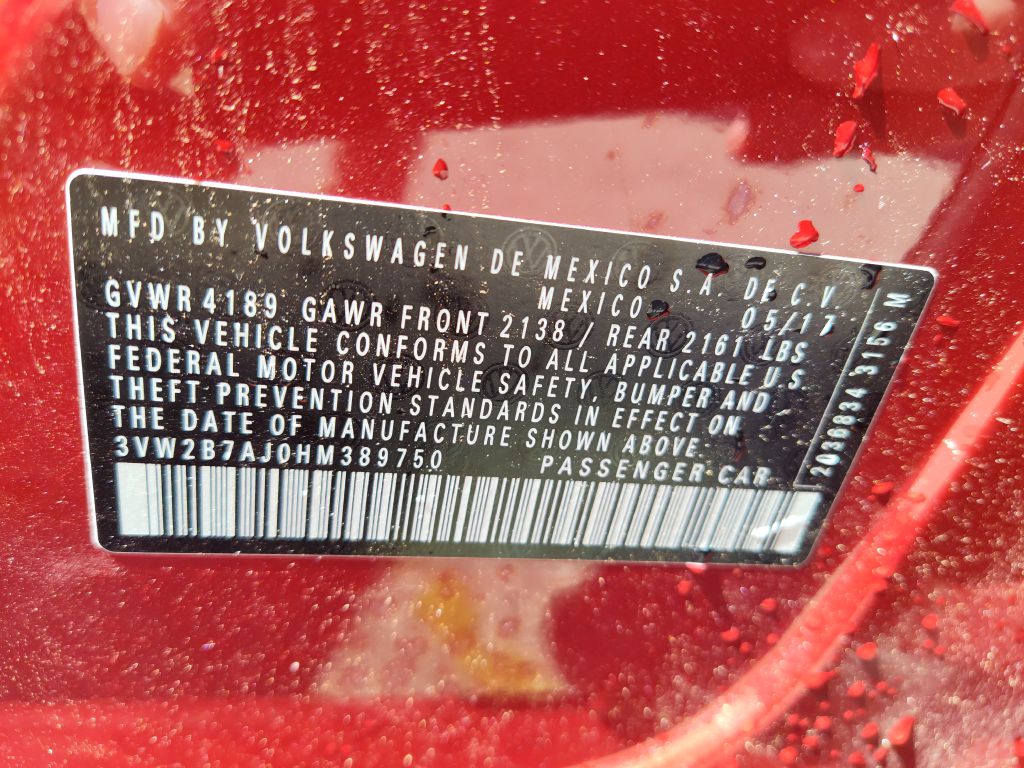 MFD BY VOLKSWAGEN DE MEXICO S.A. DE C.V
MEXICO 05/17
GVWR 4189 GAWR FRONT 2138 / REAR 2161 LBS
THIS VEHICLE CONFORMS TO ALL APPLICABLE U.S
FEDERAL MOTOR VEHICLE SAFETY, BUMPER AND
THEFT PREVENTION STANDARDS IN EFFECT ON
THE DATE OF MANUFACTURE SHOWN ABOVE.
3VW2B7AJ0HM389750 PASSENGER CAR
3156 M